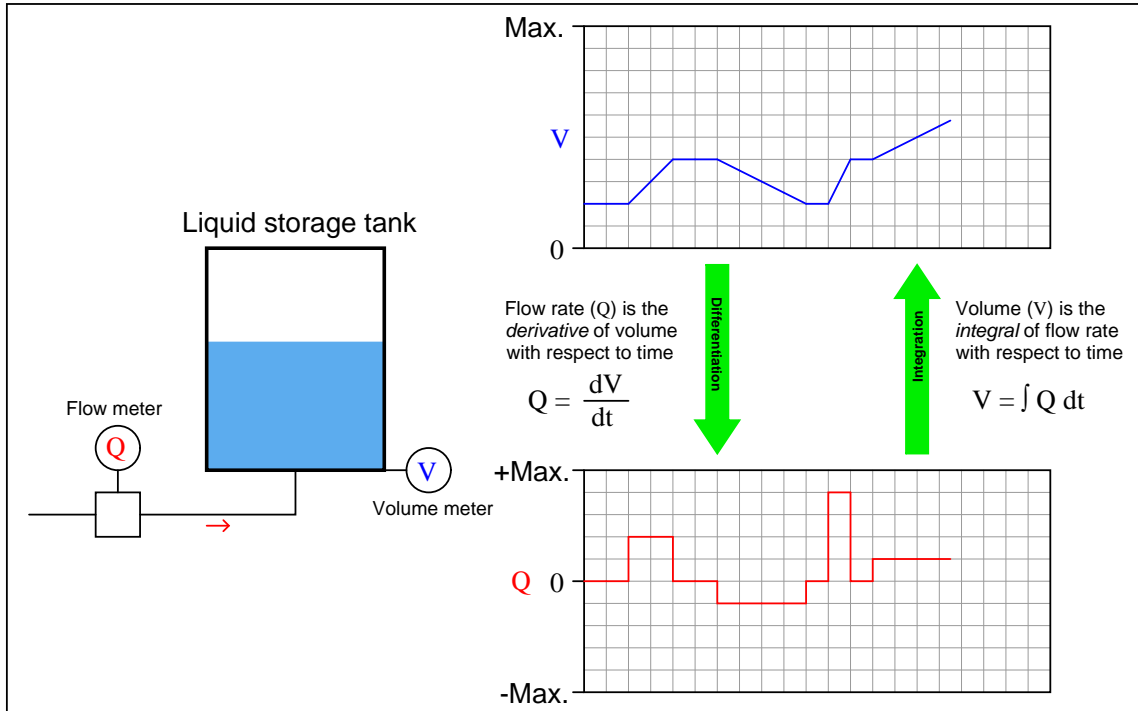 Max.
V
0
Liquid storage tank
Flow rate (Q) is the
derivative of volume
with respect to time
Q = dV
dt
Differentiation
Integration
Volume (V) is the
integral of flow rate
with respect to time
V = ∫ Q dt
Flow meter
Q
V
Volume meter
+Max.
Q 0
-Max.